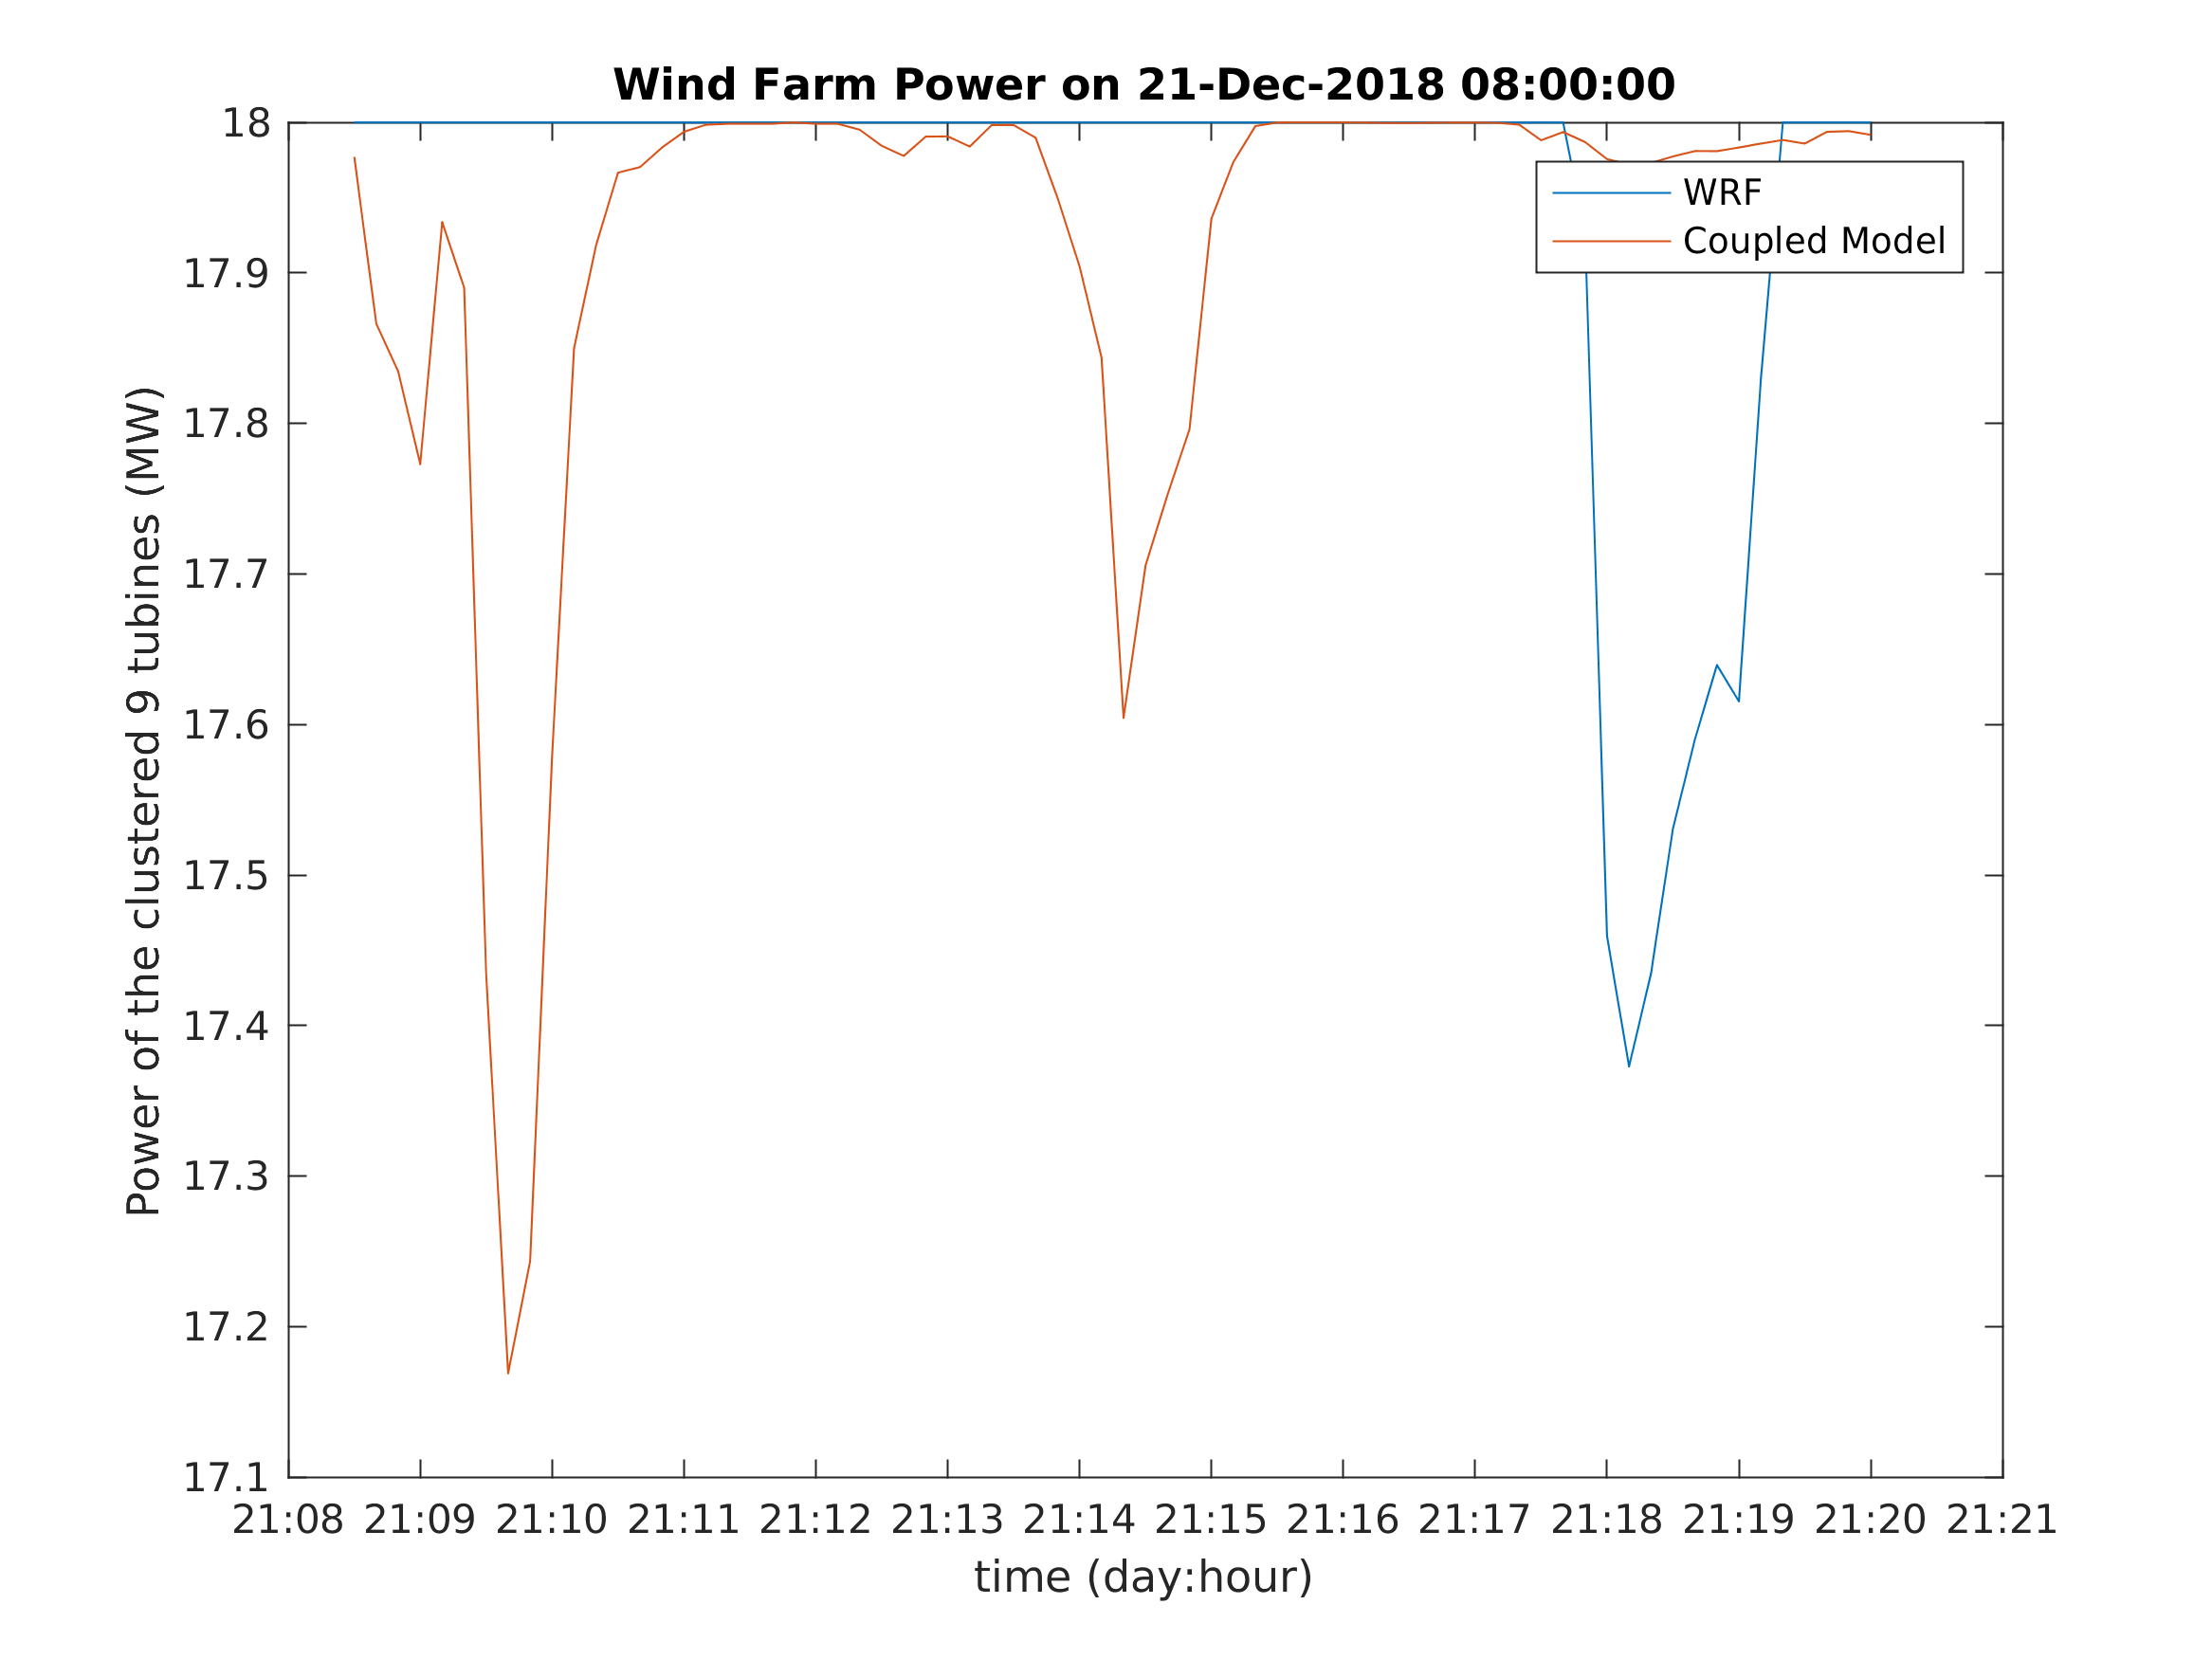 Wind Farm Power on 21-Dec-2018 08:00:00
Power of the clustered 9 tubines (MW)
18
17.9
17.8
17.7
17.6
17.5
17.4
17.3
17.2
17.1
WRF
Coupled Model
21:08 21:09 21:10 21:11 21:12 21:13 21:14 21:15 21:16 21:17 21:18 21:19 21:20 21:21
time (day:hour)